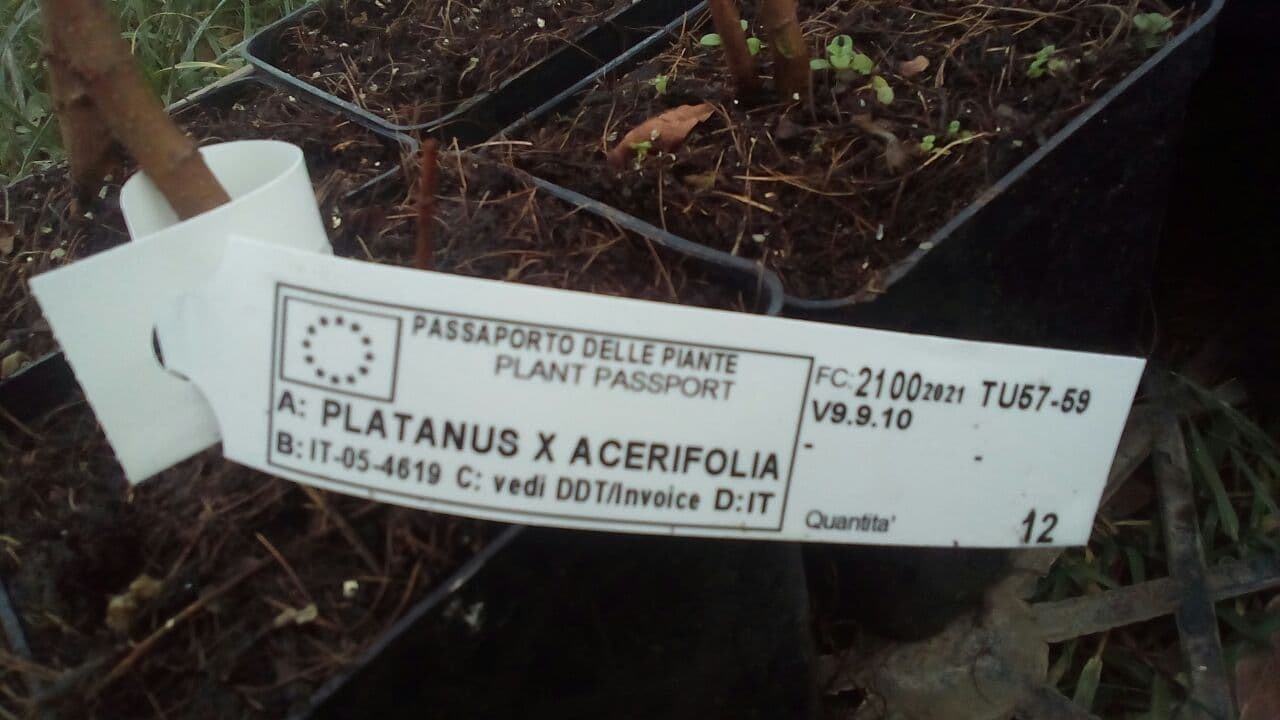 PASSAPORTO DELLE PIANTE
PLANT PASSPORT
A: PLATANUS X ACERIFOLIA
B: IT-05-4619 C: vedi DDT/Invoice D: IT
FC: 2100 2021 TU57-59
V9.9.10
- -
Quantita' 12